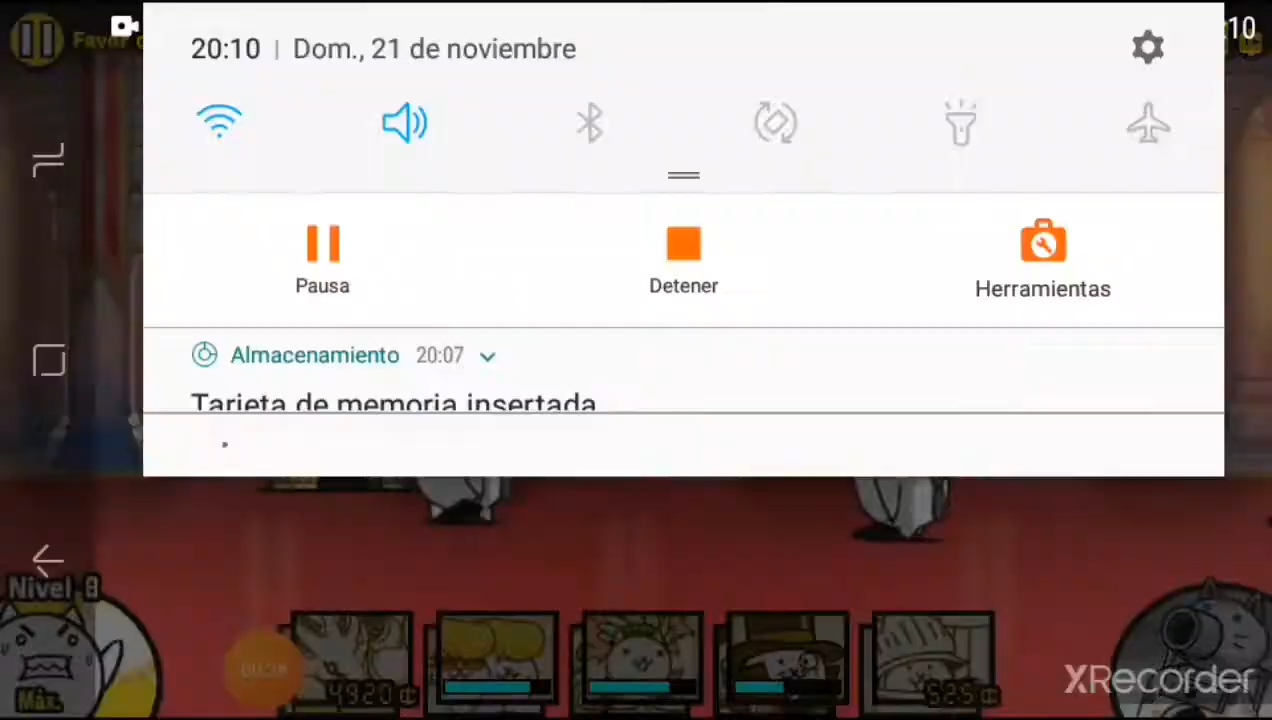 :10
Favor
20:10 | Dom., 21 de noviembre
Pausa
Detener
Herramientas
Almacenamiento 20:07
Tarjeta de memoria insertada
Nivel 8
Máx.
4920¢
525¢
XRecorder